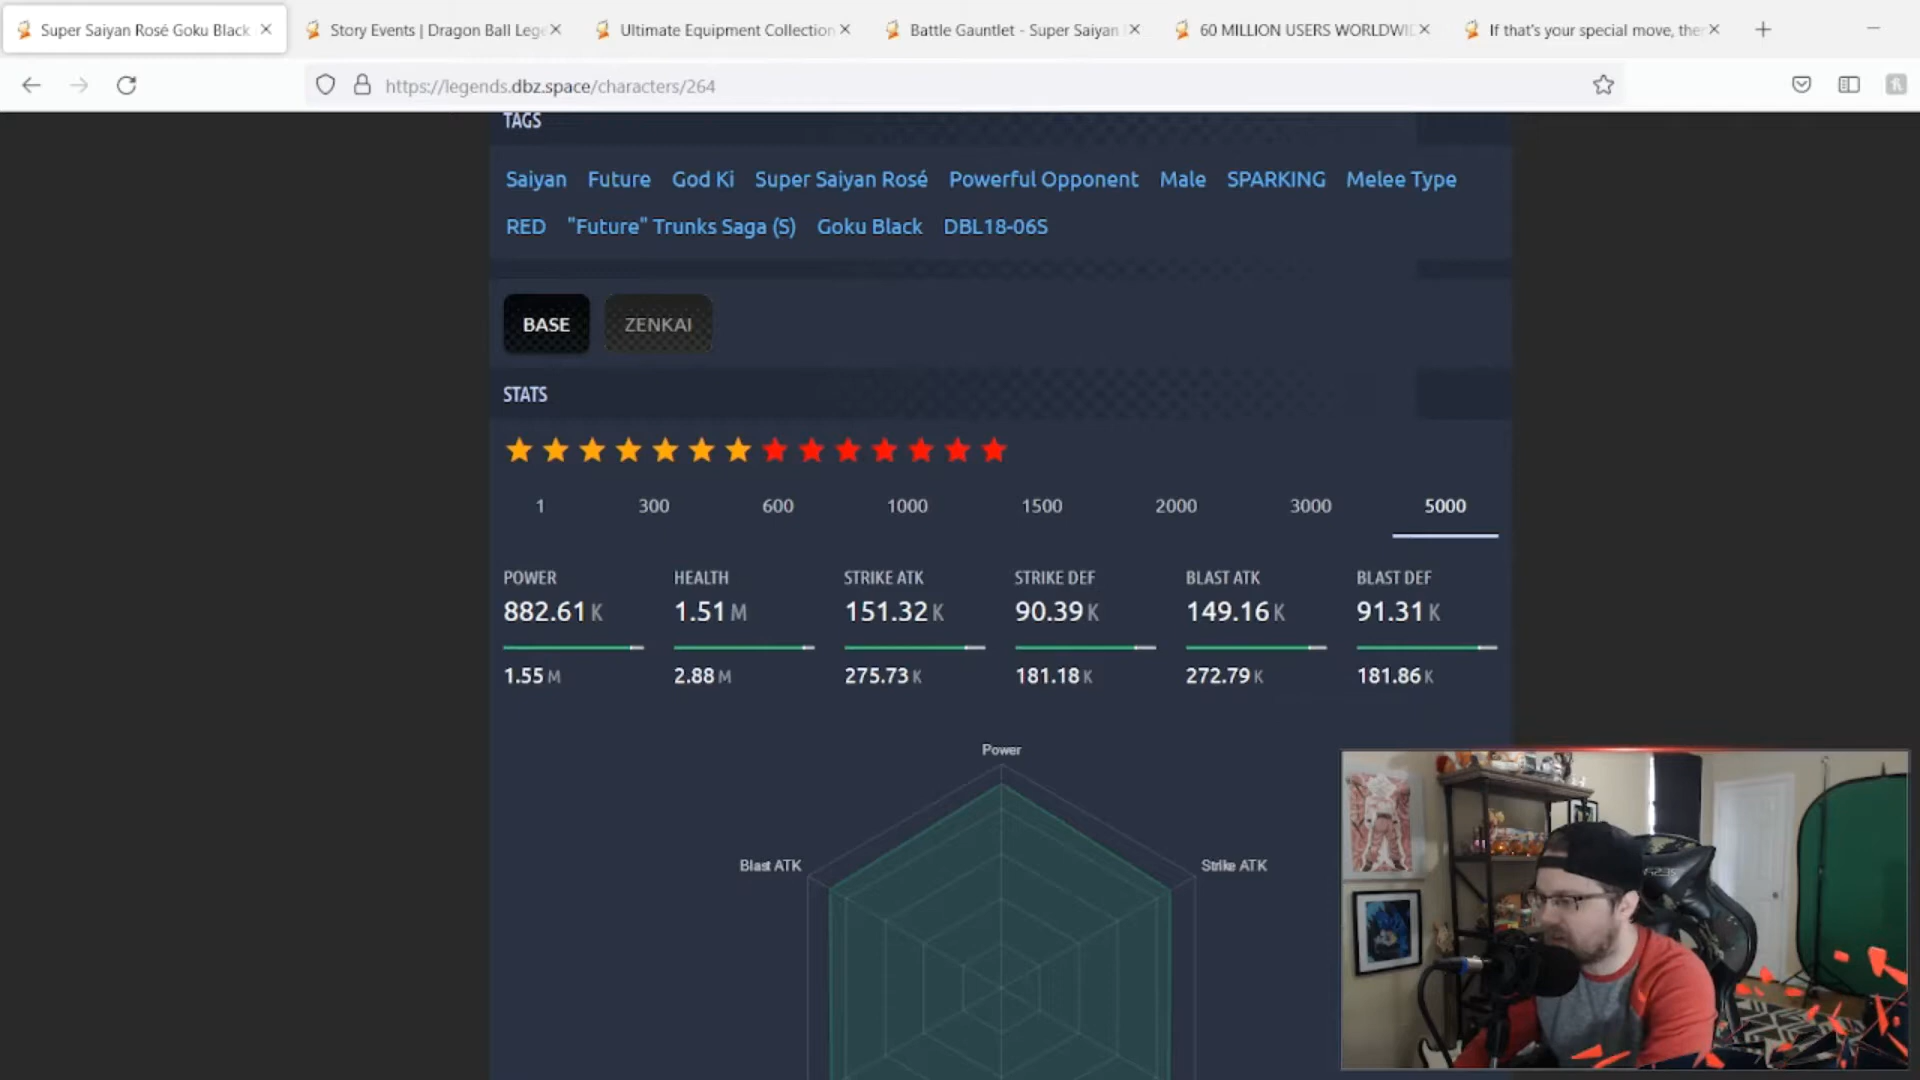 Super Saiyan Rosé Goku Black
Story Events | Dragon Ball Lege
Ultimate Equipment Collection
Battle Gauntlet - Super Saiyan
60 MILLION USERS WORLDWI
If that's your special move, the
https://legends.dbz.space/characters/264
TAGS
Saiyan Future God Ki Super Saiyan Rosé Powerful Opponent Male SPARKING Melee Type
RED "Future" Trunks Saga (S) Goku Black DBL18-06S
BASE ZENKAI
STATS
1 300 600 1000 1500 2000 3000 5000
POWER HEALTH STRIKE ATK STRIKE DEF BLAST ATK BLAST DEF
882.61 K 1.51 M 151.32 K 90.39 K 149.16 K 91.31 K
1.55 M 2.88 M 275.73 K 181.18 K 272.79 K 181.86 K
Power
Blast ATK Strike ATK